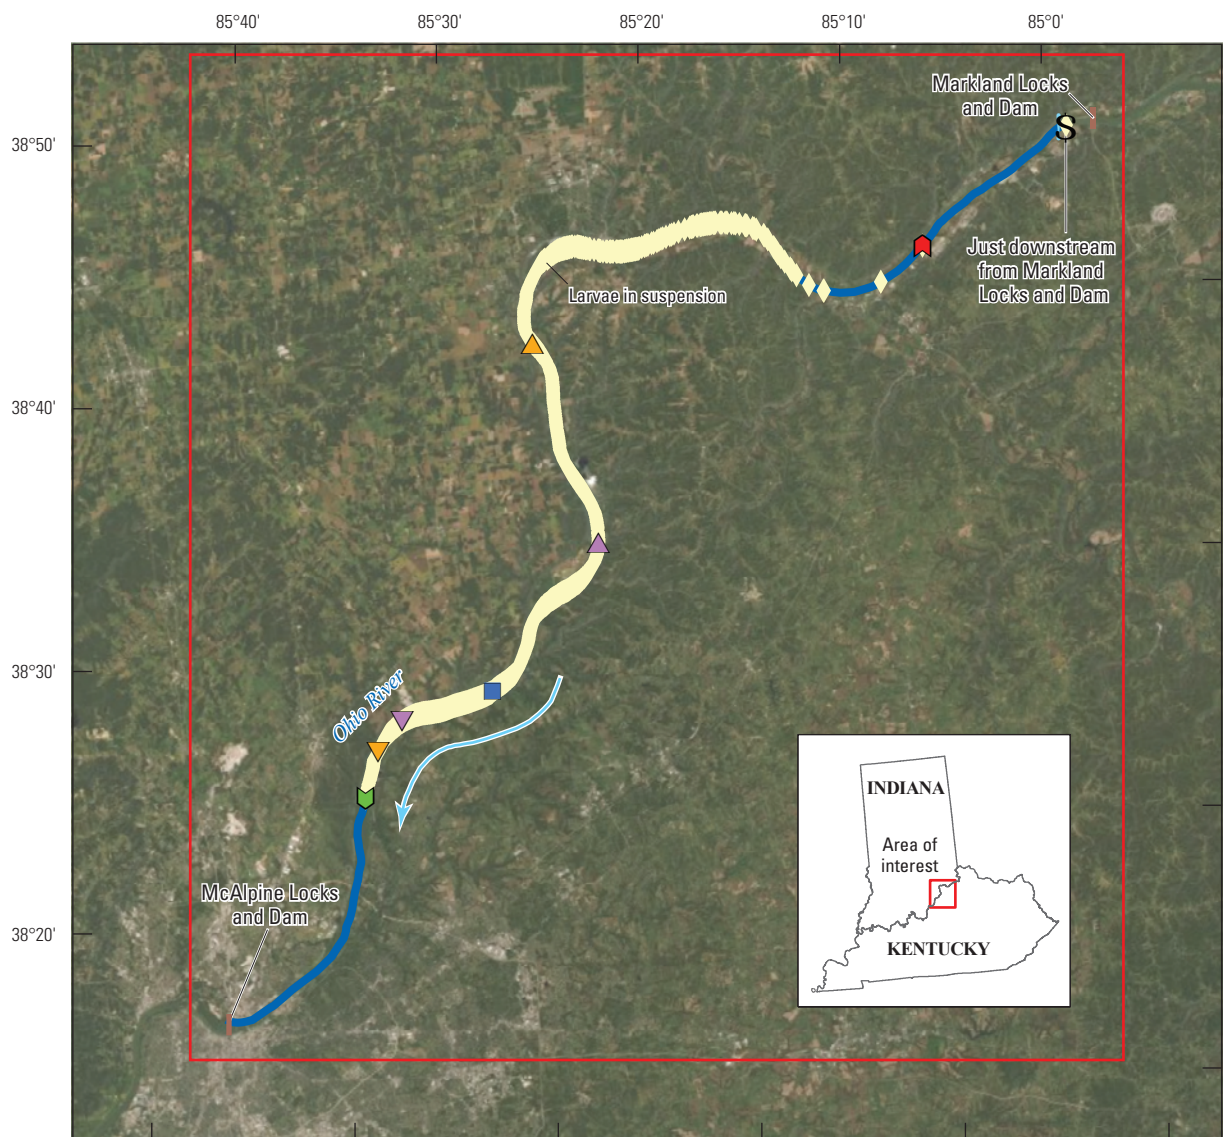 85°40'
85°30'
85°20'
85°10'
85°0'
38°50'
38°40'
38°30'
38°20'
Markland Locks
and Dam
S
Just downstream
from Markland
Locks and Dam
Larvae in suspension
Ohio River
McAlpine Locks
and Dam
INDIANA
Area of
interest
KENTUCKY